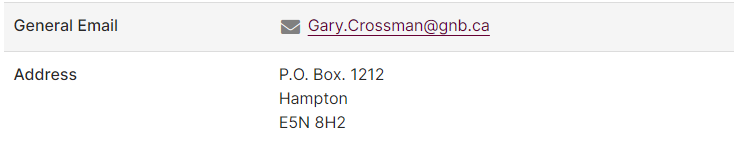 General Email Gary.Crossman@gnb.ca
Address P.O. Box. 1212
Hampton
E5N 8H2